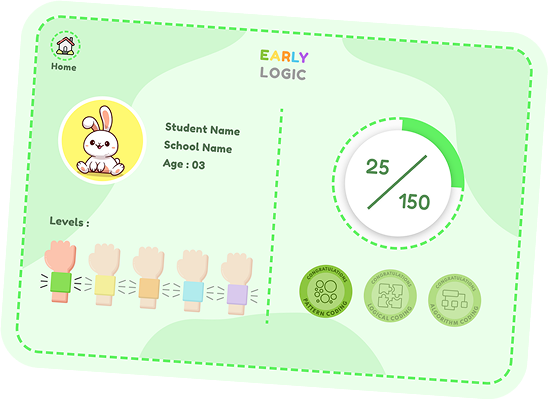 Home
EARLY
LOGIC
Student Name
School Name
Age : 03
25
150
Levels :
CONGRATULATIONS
PATTERN CODING
CONGRATULATIONS
LOGICAL CODING
CONGRATULATIONS
ALGORITHM CODING